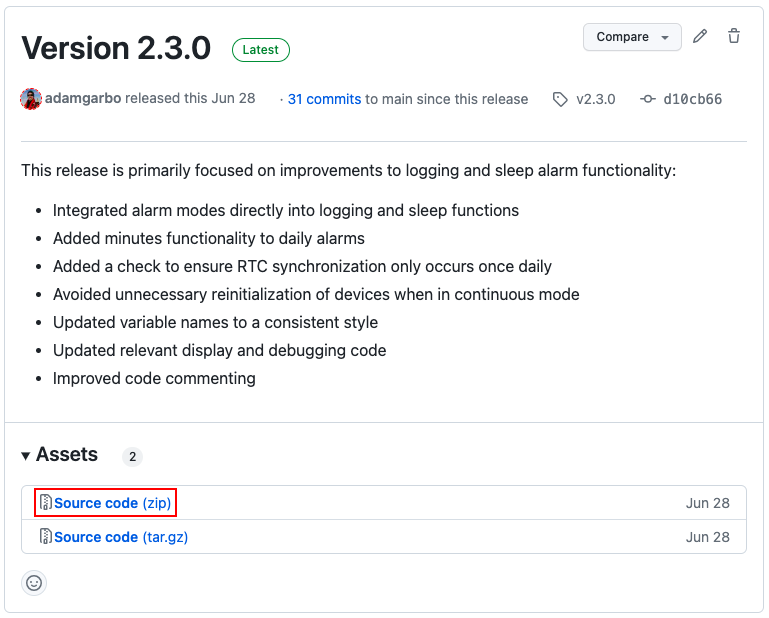 Version 2.3.0 Latest Compare
adamgarbo released this Jun 28 · 31 commits to main since this release v2.3.0 d10cb66
This release is primarily focused on improvements to logging and sleep alarm functionality:
• Integrated alarm modes directly into logging and sleep functions
• Added minutes functionality to daily alarms
• Added a check to ensure RTC synchronization only occurs once daily
• Avoided unnecessary reinitialization of devices when in continuous mode
• Updated variable names to a consistent style
• Updated relevant display and debugging code
• Improved code commenting
Assets 2
Source code (zip) Jun 28
Source code (tar.gz) Jun 28